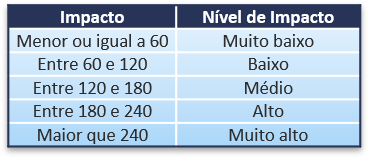 Impacto Nível de Impacto
Menor ou igual a 60 Muito baixo
Entre 60 e 120 Baixo
Entre 120 e 180 Médio
Entre 180 e 240 Alto
Maior que 240 Muito alto